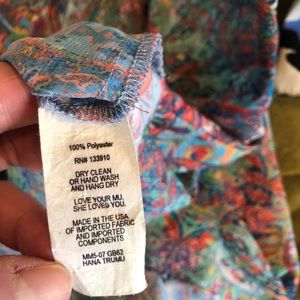 100% Polyester
RN# 133910
DRY CLEAN
OR HAND WASH
AND HANG DRY
LOVE YOUR MU.
SHE LOVES YOU.
MADE IN THE USA
OF IMPORTED FABRIC
AND IMPORTED
COMPONENTS
MM5-07 GB62
HANA TRUMU